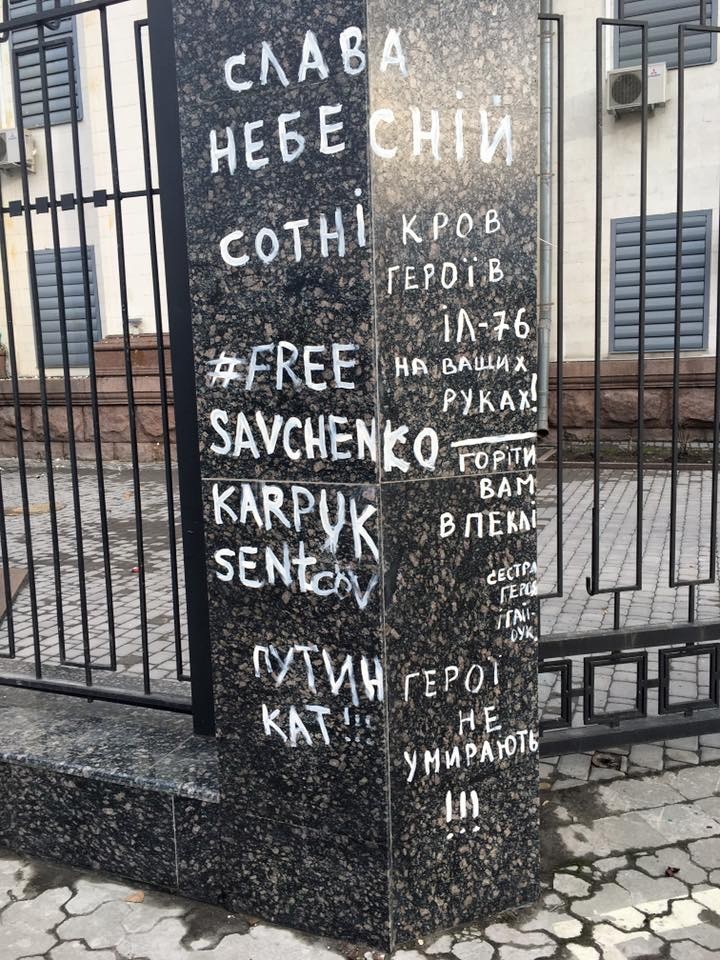 СЛАВА
НЕБЕСНІЙ
СОТНІ
#FREE
SAVCHENKO
KARPYK
SENtcov
ПУТИН
КАТ!!!
КРОВ
ГЕРОЇВ
ІЛ-76
НА ВАШИХ
РУКАХ!
ГОРІТИ
ВАМ
В ПЕКЛІ
СЕСТРА
ГЕРОЯ
ГЕРОЇ
НЕ
УМИРАЮТЬ
!!!